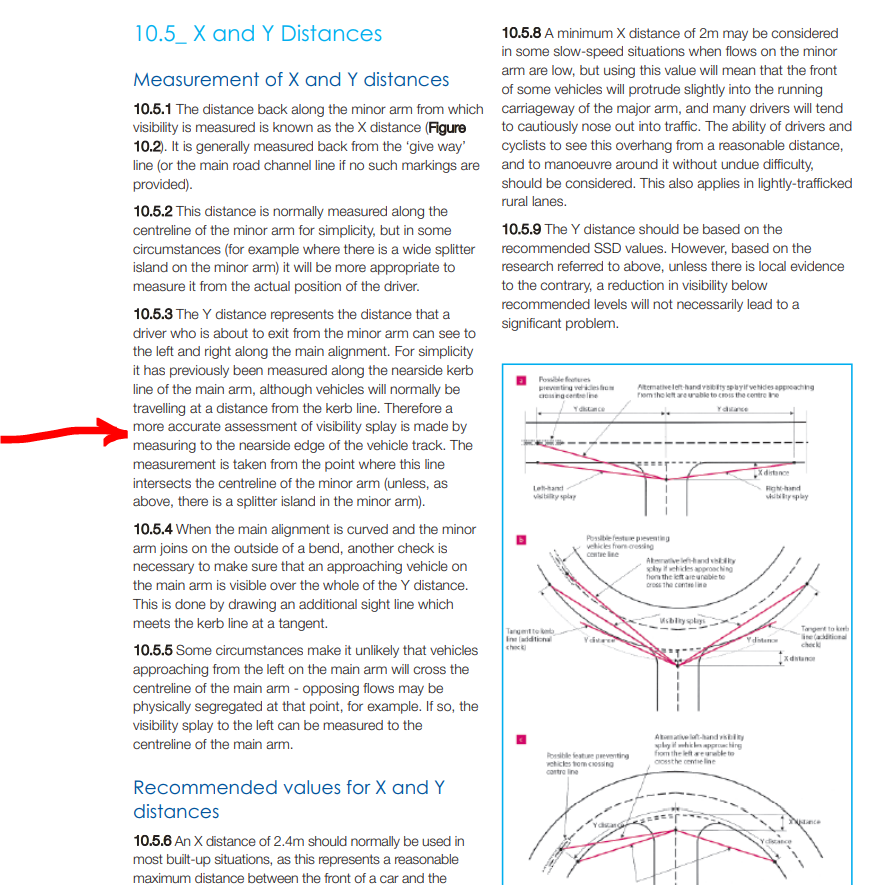 10.5_ X and Y Distances
Measurement of X and Y distances
10.5.1 The distance back along the minor arm from which
visibility is measured is known as the X distance (Figure
10.2). It is generally measured back from the ‘give way’
line (or the main road channel line if no such markings are
provided).
10.5.2 This distance is normally measured along the
centreline of the minor arm for simplicity, but in some
circumstances (for example where there is a wide splitter
island on the minor arm) it will be more appropriate to
measure it from the actual position of the driver.
10.5.3 The Y distance represents the distance that a
driver who is about to exit from the minor arm can see to
the left and right along the main alignment. For simplicity
it has previously been measured along the nearside kerb
line of the main arm, although vehicles will normally be
travelling at a distance from the kerb line. Therefore a
more accurate assessment of visibility splay is made by
measuring to the nearside edge of the vehicle track. The
measurement is taken from the point where this line
intersects the centreline of the minor arm (unless, as
above, there is a splitter island in the minor arm).
10.5.4 When the main alignment is curved and the minor
arm joins on the outside of a bend, another check is
necessary to make sure that an approaching vehicle on
the main arm is visible over the whole of the Y distance.
This is done by drawing an additional sight line which
meets the kerb line at a tangent.
10.5.5 Some circumstances make it unlikely that vehicles
approaching from the left on the main arm will cross the
centreline of the main arm - opposing flows may be
physically segregated at that point, for example. If so, the
visibility splay to the left can be measured to the
centreline of the main arm.
Recommended values for X and Y
distances
10.5.6 An X distance of 2.4m should normally be used in
most built-up situations, as this represents a reasonable
maximum distance between the front of a car and the
10.5.8 A minimum X distance of 2m may be considered
in some slow-speed situations when flows on the minor
arm are low, but using this value will mean that the front
of some vehicles will protrude slightly into the running
carriageway of the major arm, and many drivers will tend
to cautiously nose out into traffic. The ability of drivers and
cyclists to see this overhang from a reasonable distance,
and to manoeuvre around it without undue difficulty,
should be considered. This also applies in lightly-trafficked
rural lanes.
10.5.9 The Y distance should be based on the
recommended SSD values. However, based on the
research referred to above, unless there is local evidence
to the contrary, a reduction in visibility below
recommended levels will not necessarily lead to a
significant problem.
a
Possible features
preventing vehicles from
crossing centre line
Alternative left-hand visibility splay if vehicles approaching
from the left are unable to cross the centre line
Y distance
Y distance
X distance
Left-hand
visibility splay
Right-hand
visibility splay
b
Possible feature preventing
vehicles from crossing
centre line
Alternative left-hand visibility
splay if vehicles approaching
from the left are unable to
cross the centre line
Visibility splays
Tangent to kerb
line (additional
check)
Y distance
Y distance
Tangent to kerb
line (additional
check)
X distance
c
Alternative left-hand visibility
splay if vehicles approaching
from the left are unable to
cross the centre line
Possible feature preventing
vehicles from crossing
centre line
Y distance
X distance
Y distance